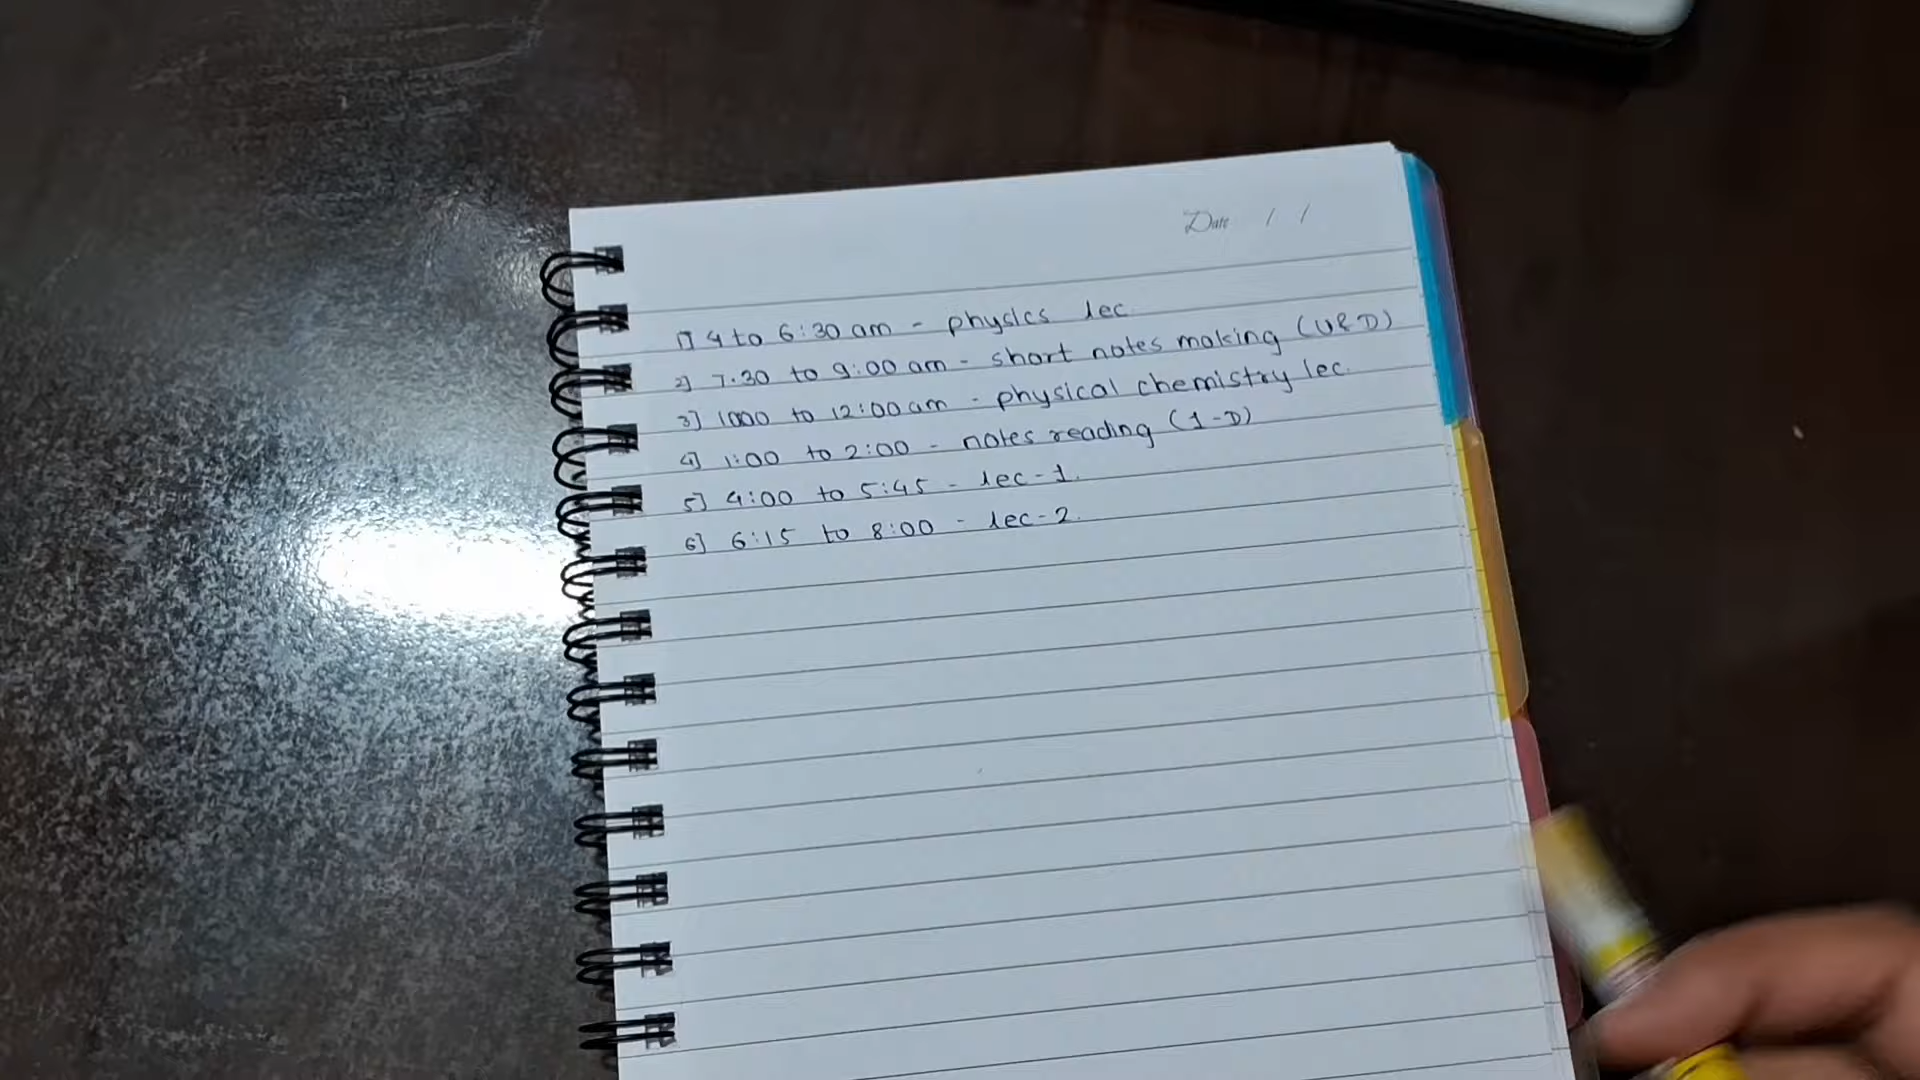 Date / /
1] 4 to 6:30 am - physics lec.
2] 7.30 to 9:00 am - short notes making (U&D)
3] 1000 to 12:00 am - physical chemistry lec.
4] 1:00 to 2:00 - notes reading (1-D)
5] 4:00 to 5:45 - lec-1.
6] 6:15 to 8:00 - lec-2.